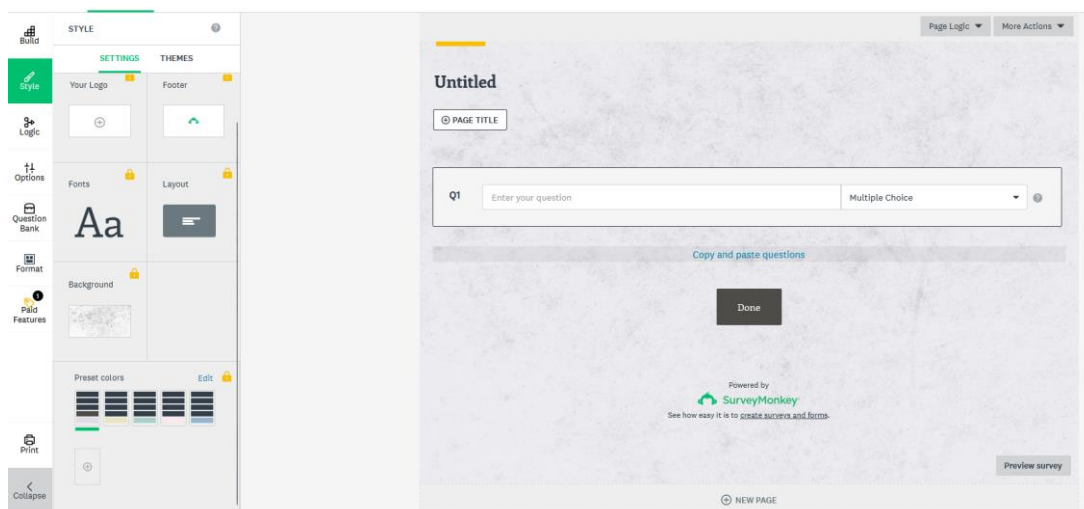 Build
Style
Logic
Options
Question
Bank
Format
1
Paid
Features
Print
Collapse
STYLE
SETTINGS THEMES
Your Logo Footer
Fonts Layout
Aa
Background
Preset colors Edit
Page Logic More Actions
Untitled
PAGE TITLE
Q1 Enter your question Multiple Choice
Copy and paste questions
Done
Powered by
SurveyMonkey
See how easy it is to create surveys and forms.
Preview survey
NEW PAGE